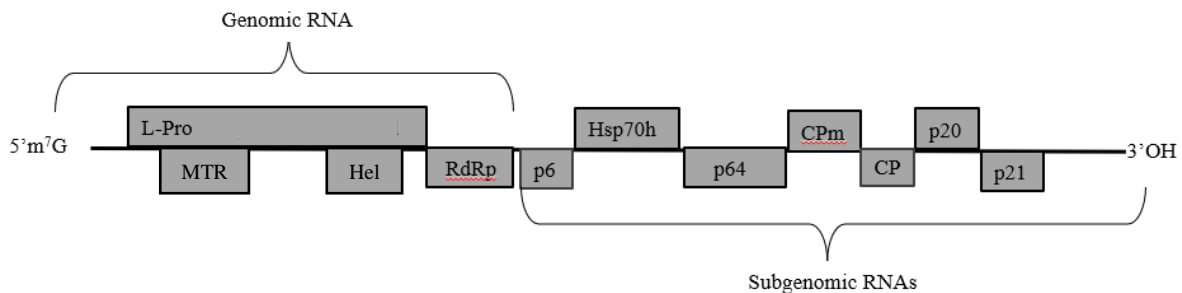 Genomic RNA
L-Pro
Hsp70h
CPm
p20
5'm⁷G
3'OH
MTR
Hel
RdRp
p6
p64
CP
p21
Subgenomic RNAs